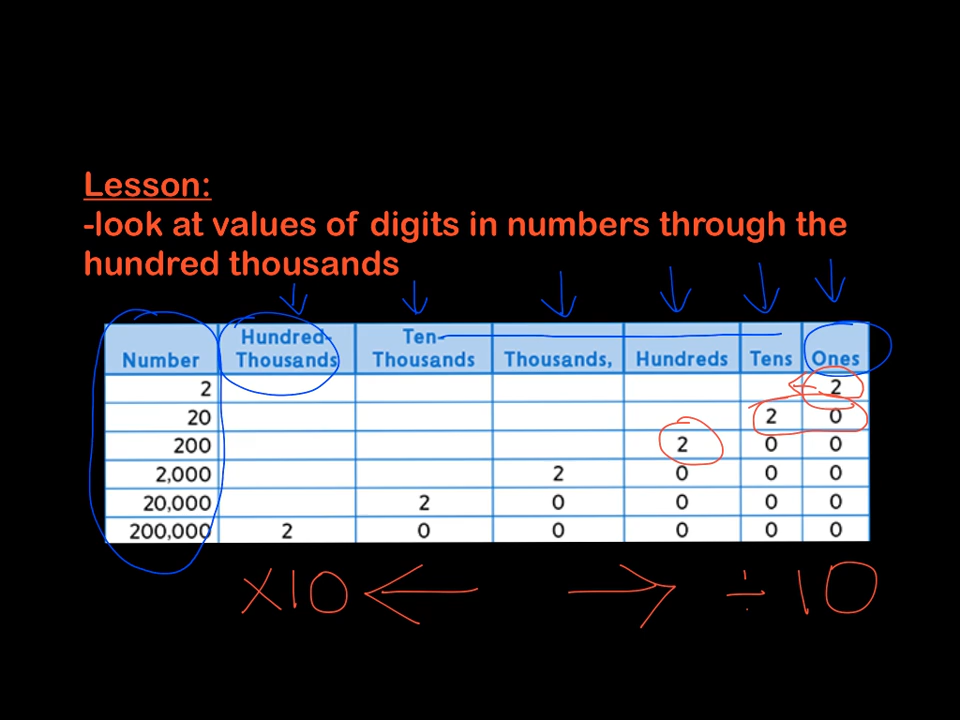 Lesson:
-look at values of digits in numbers through the
hundred thousands
Number Hundred-Thousands Ten-Thousands Thousands, Hundreds Tens Ones
2 2
20 2 0
200 2 0 0
2,000 2 0 0 0
20,000 2 0 0 0 0
200,000 2 0 0 0 0 0
×10 ← → ÷10